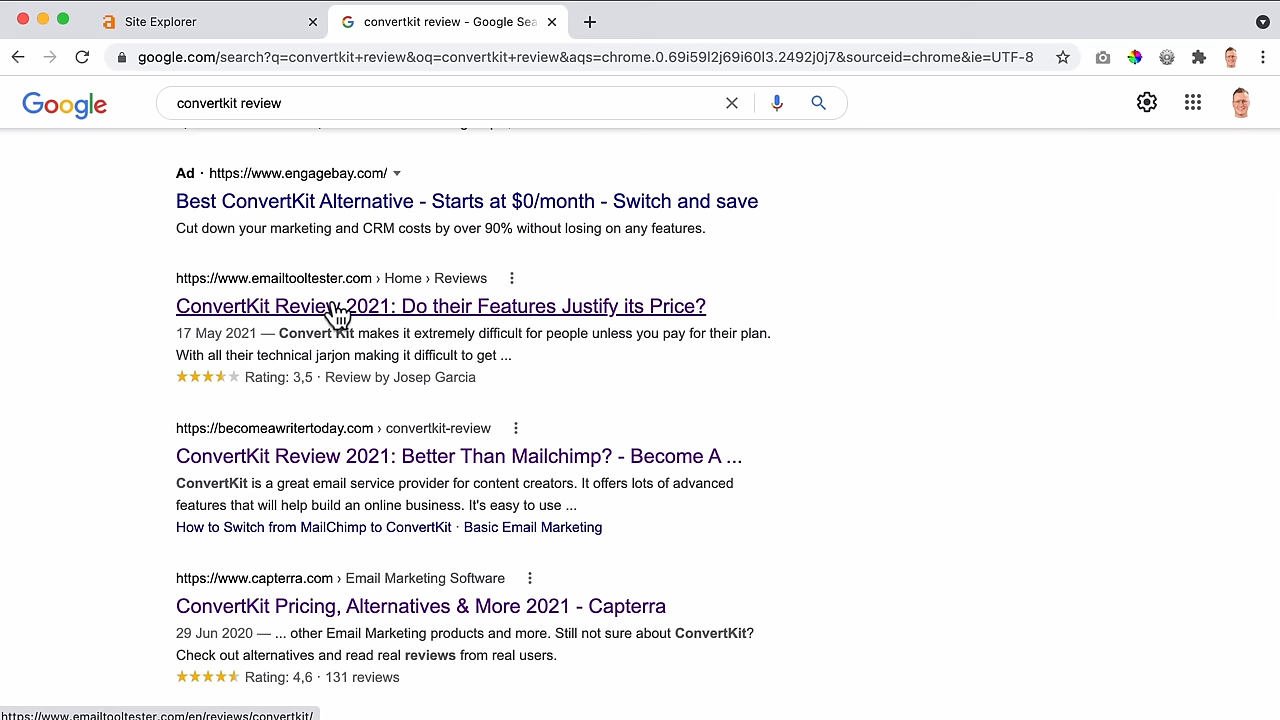 Site Explorer
convertkit review - Google Sea
google.com/search?q=convertkit+review&oq=convertkit+review&aqs=chrome.0.69i59l2j69i60l3.2492j0j7&sourceid=chrome&ie=UTF-8
Google
convertkit review
Ad · https://www.engagebay.com/
Best ConvertKit Alternative - Starts at $0/month - Switch and save
Cut down your marketing and CRM costs by over 90% without losing on any features.
https://www.emailtooltester.com › Home › Reviews
ConvertKit Review 2021: Do their Features Justify its Price?
17 May 2021 — Convert Kit makes it extremely difficult for people unless you pay for their plan.
With all their technical jarjon making it difficult to get ...
Rating: 3,5 · Review by Josep Garcia
https://becomeawritertoday.com › convertkit-review
ConvertKit Review 2021: Better Than Mailchimp? - Become A ...
ConvertKit is a great email service provider for content creators. It offers lots of advanced
features that will help build an online business. It's easy to use ...
How to Switch from MailChimp to ConvertKit · Basic Email Marketing
https://www.capterra.com › Email Marketing Software
ConvertKit Pricing, Alternatives & More 2021 - Capterra
29 Jun 2020 — ... other Email Marketing products and more. Still not sure about ConvertKit?
Check out alternatives and read real reviews from real users.
Rating: 4,6 · 131 reviews
https://www.emailtooltester.com/en/reviews/convertkit/